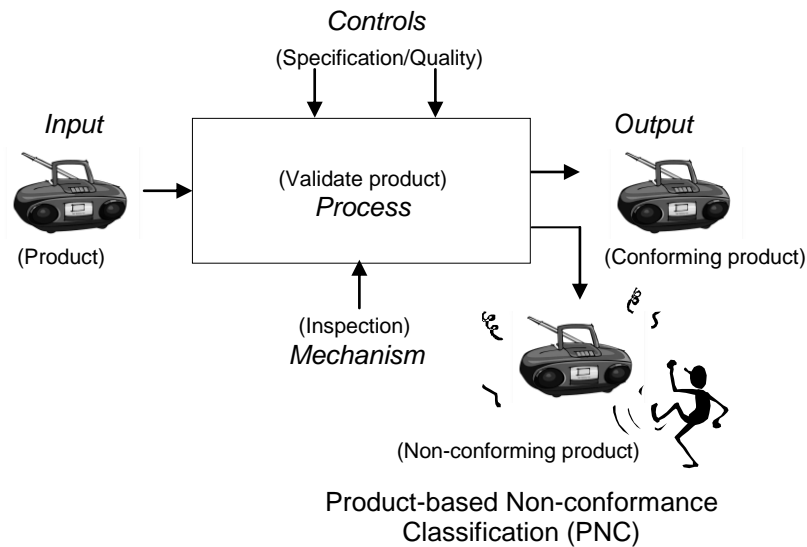 Controls
(Specification/Quality)
Input
Output
(Validate product)
Process
(Product)
(Conforming product)
(Inspection)
Mechanism
(Non-conforming product)
Product-based Non-conformance
Classification (PNC)